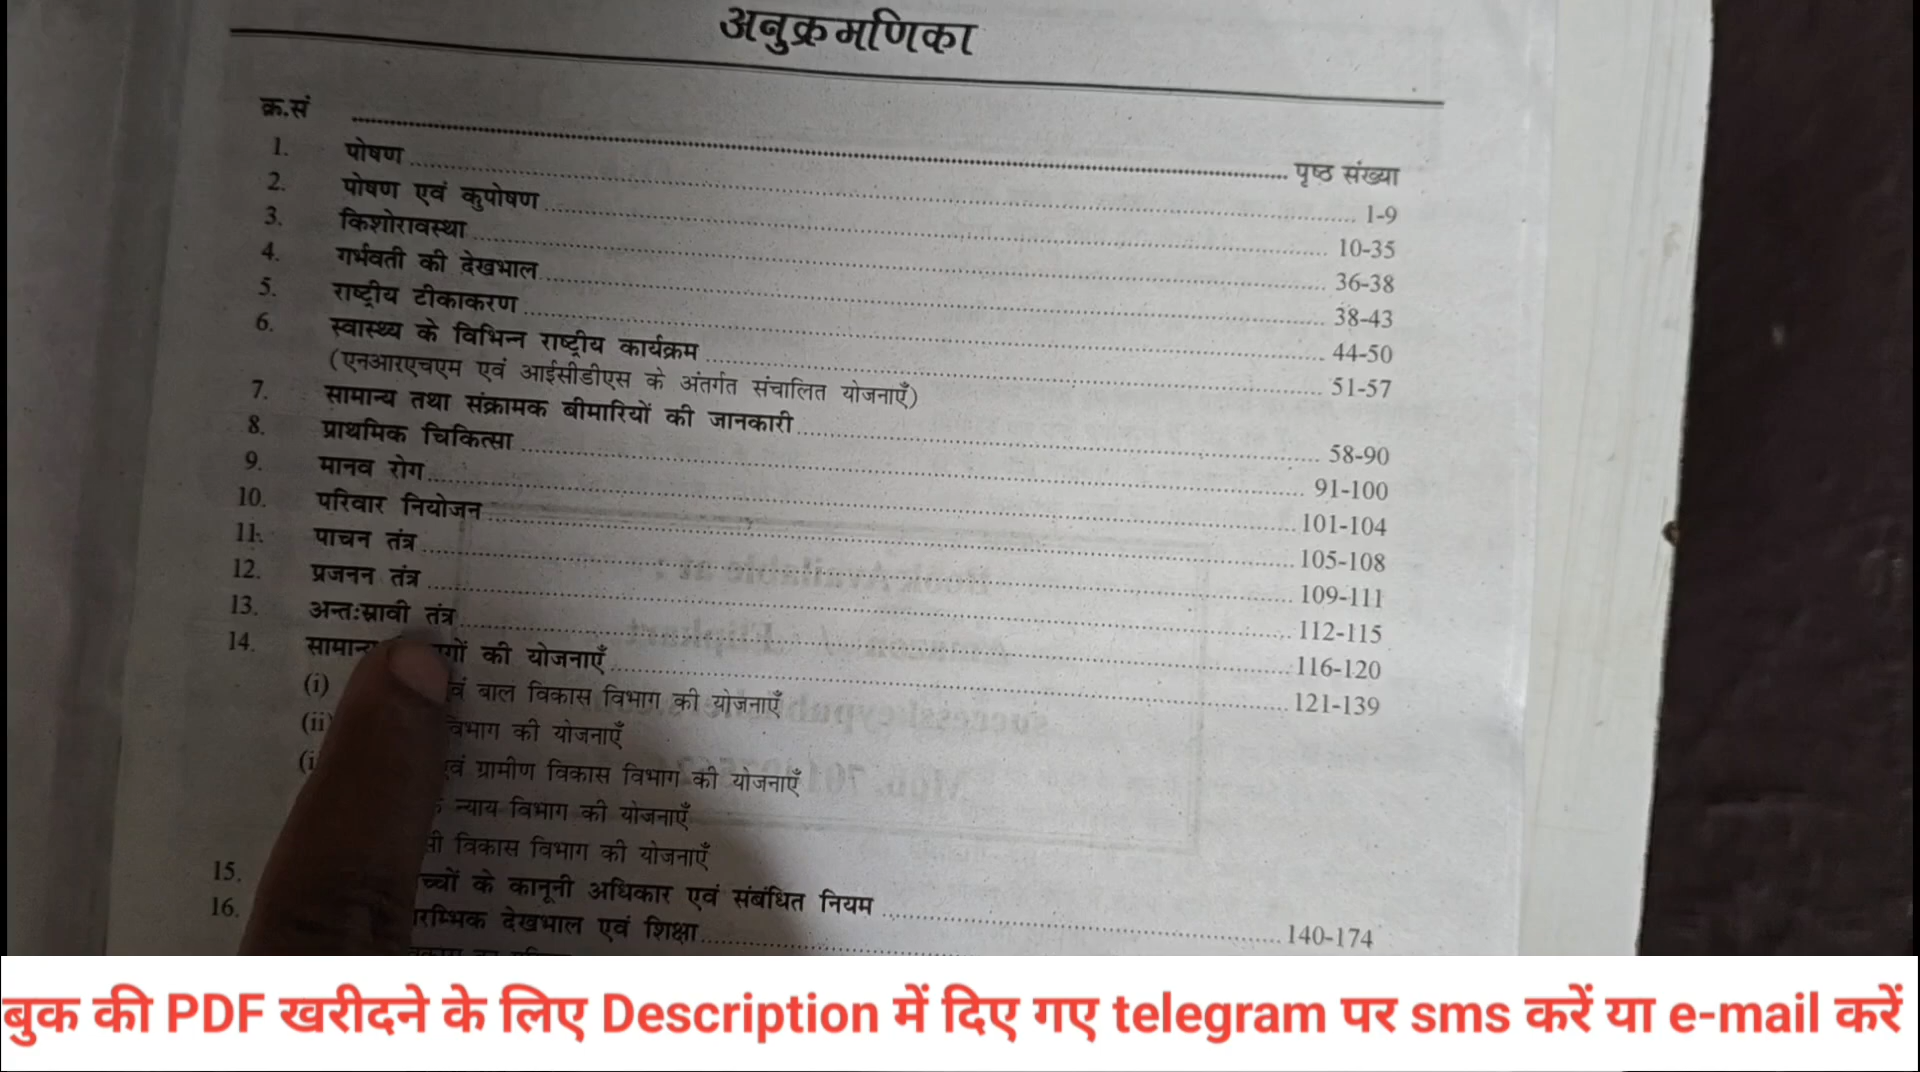 अनुक्रमणिका
क्र.सं ........ पृष्ठ संख्या
1. पोषण ........ 1-9
2. पोषण एवं कुपोषण ........ 10-35
3. किशोरावस्था ........ 36-38
4. गर्भवती की देखभाल ........ 38-43
5. राष्ट्रीय टीकाकरण ........ 44-50
6. स्वास्थ्य के विभिन्न राष्ट्रीय कार्यक्रम ........ 51-57
(एनआरएचएम एवं आईसीडीएस के अंतर्गत संचालित योजनाएँ)
7. सामान्य तथा संक्रामक बीमारियों की जानकारी ........ 58-90
8. प्राथमिक चिकित्सा ........ 91-100
9. मानव रोग ........ 101-104
10. परिवार नियोजन ........ 105-108
11. पाचन तंत्र ........ 109-111
12. प्रजनन तंत्र ........ 112-115
13. अन्तःस्रावी तंत्र ........ 116-120
14. सामान्य की योजनाएँ ........ 121-139
(i) बाल विकास विभाग की योजनाएँ
(ii) विभाग की योजनाएँ
एवं ग्रामीण विकास विभाग की योजनाएँ
न्याय विभाग की योजनाएँ
विकास विभाग की योजनाएँ
15. के कानूनी अधिकार एवं संबंधित नियम ........ 140-174
16. देखभाल एवं शिक्षा ........
बुक की PDF खरीदने के लिए Description में दिए गए telegram पर sms करें या e-mail करें